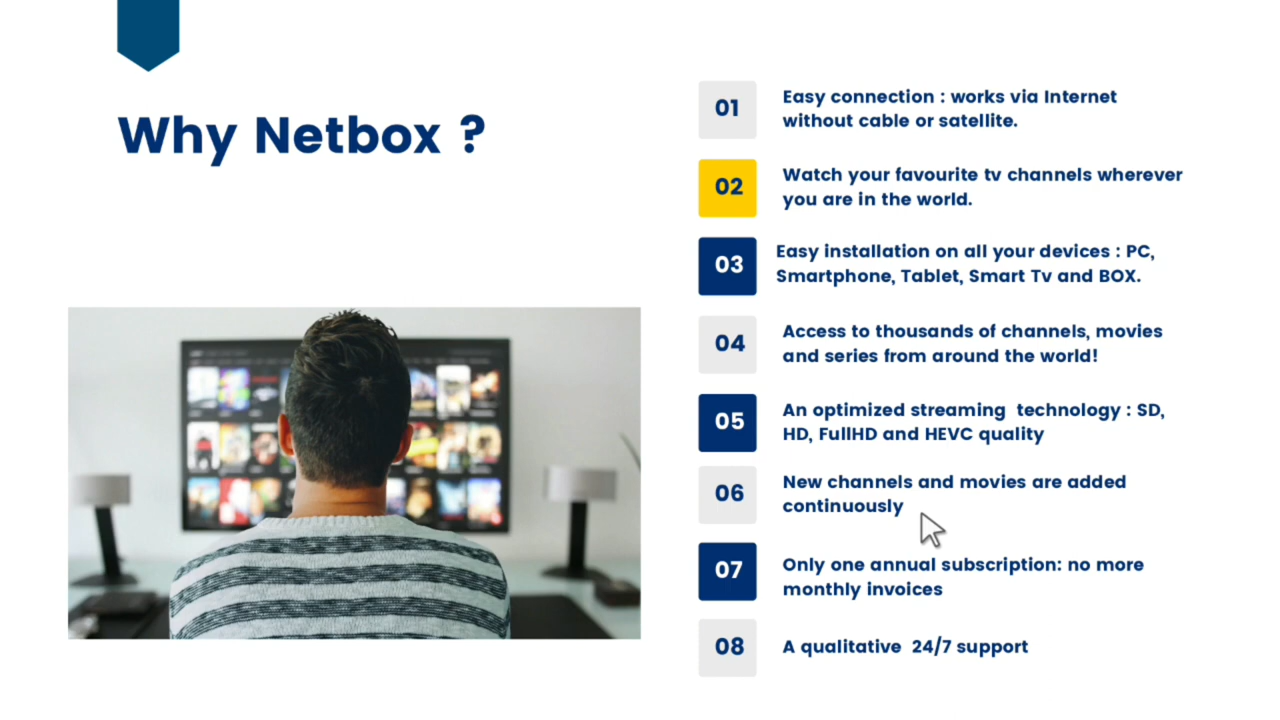 Why Netbox ?
01
Easy connection : works via Internet
without cable or satellite.
02
Watch your favourite tv channels wherever
you are in the world.
03
Easy installation on all your devices : PC,
Smartphone, Tablet, Smart Tv and BOX.
04
Access to thousands of channels, movies
and series from around the world!
05
An optimized streaming  technology : SD,
HD, FullHD and HEVC quality
06
New channels and movies are added
continuously
07
Only one annual subscription: no more
monthly invoices
08
A qualitative  24/7 support